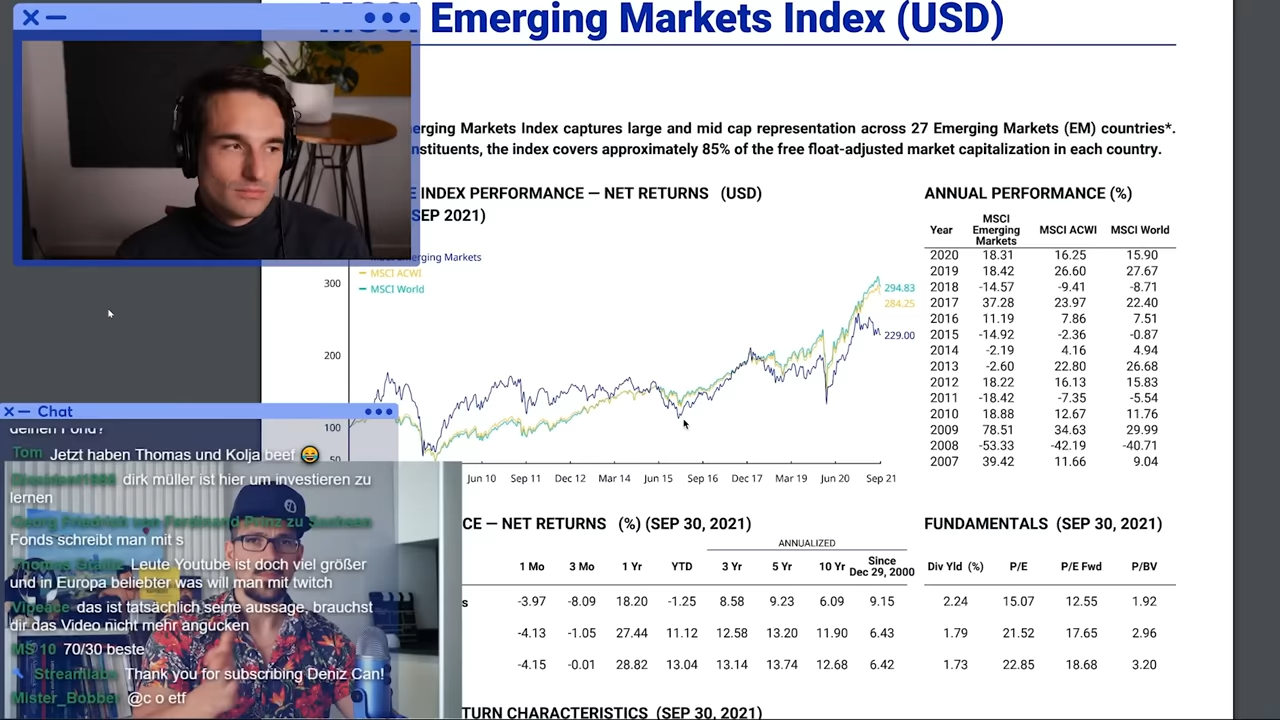 Emerging Markets Index (USD)
erging Markets Index captures large and mid cap representation across 27 Emerging Markets (EM) countries*.
nstituents, the index covers approximately 85% of the free float-adjusted market capitalization in each country.
E INDEX PERFORMANCE — NET RETURNS (USD)
SEP 2021)
erging Markets
MSCI ACWI
MSCI World
300
200
100
50
294.83
284.25
229.00
Jun 10 Sep 11 Dec 12 Mar 14 Jun 15 Sep 16 Dec 17 Mar 19 Jun 20 Sep 21
ANNUAL PERFORMANCE (%)
Year MSCI Emerging Markets MSCI ACWI MSCI World
2020 18.31 16.25 15.90
2019 18.42 26.60 27.67
2018 -14.57 -9.41 -8.71
2017 37.28 23.97 22.40
2016 11.19 7.86 7.51
2015 -14.92 -2.36 -0.87
2014 -2.19 4.16 4.94
2013 -2.60 22.80 26.68
2012 18.22 16.13 15.83
2011 -18.42 -7.35 -5.54
2010 18.88 12.67 11.76
2009 78.51 34.63 29.99
2008 -53.33 -42.19 -40.71
2007 39.42 11.66 9.04
CE — NET RETURNS (%) (SEP 30, 2021)
ANNUALIZED
1 Mo 3 Mo 1 Yr YTD 3 Yr 5 Yr 10 Yr Since Dec 29, 2000
s -3.97 -8.09 18.20 -1.25 8.58 9.23 6.09 9.15
-4.13 -1.05 27.44 11.12 12.58 13.20 11.90 6.43
-4.15 -0.01 28.82 13.04 13.14 13.74 12.68 6.42
FUNDAMENTALS (SEP 30, 2021)
Div Yld (%) P/E P/E Fwd P/BV
2.24 15.07 12.55 1.92
1.79 21.52 17.65 2.96
1.73 22.85 18.68 3.20
TURN CHARACTERISTICS (SEP 30, 2021)
Chat
deinen Fond?
Tom Jetzt haben Thomas und Kolja beef 😂
dirk müller ist hier um investieren zu
lernen
Georg Friedrich von Ferdinand Prinz zu Sachsen
Fonds schreibt man mit s
Thomas Leute Youtube ist doch viel größer
und in Europa beliebter was will man mit twitch
Vipeace das ist tatsächlich seine aussage, brauchst
dir das Video nicht mehr angucken
MS 10 70/30 beste
Streamlabs Thank you for subscribing Deniz Can!
Mister_Bobbel @c o etf